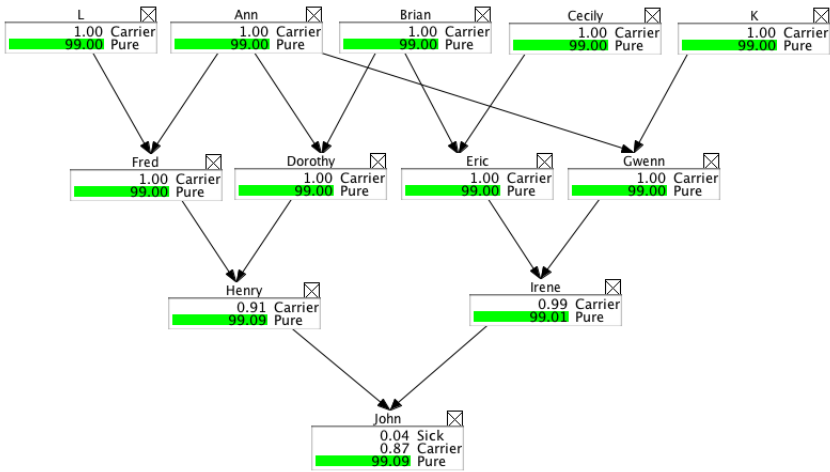 L
1.00 Carrier
99.00 Pure
Ann
1.00 Carrier
99.00 Pure
Brian
1.00 Carrier
99.00 Pure
Cecily
1.00 Carrier
99.00 Pure
K
1.00 Carrier
99.00 Pure
Fred
1.00 Carrier
99.00 Pure
Dorothy
1.00 Carrier
99.00 Pure
Eric
1.00 Carrier
99.00 Pure
Gwenn
1.00 Carrier
99.00 Pure
Henry
0.91 Carrier
99.09 Pure
Irene
0.99 Carrier
99.01 Pure
John
0.04 Sick
0.87 Carrier
99.09 Pure